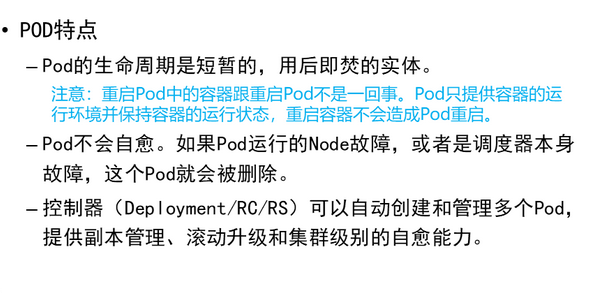 • POD特点
– Pod的生命周期是短暂的，用后即焚的实体。
注意：重启Pod中的容器跟重启Pod不是一回事。Pod只提供容器的运
行环境并保持容器的运行状态，重启容器不会造成Pod重启。
– Pod不会自愈。如果Pod运行的Node故障，或者是调度器本身
故障，这个Pod就会被删除。
– 控制器（Deployment/RC/RS）可以自动创建和管理多个Pod，
提供副本管理、滚动升级和集群级别的自愈能力。